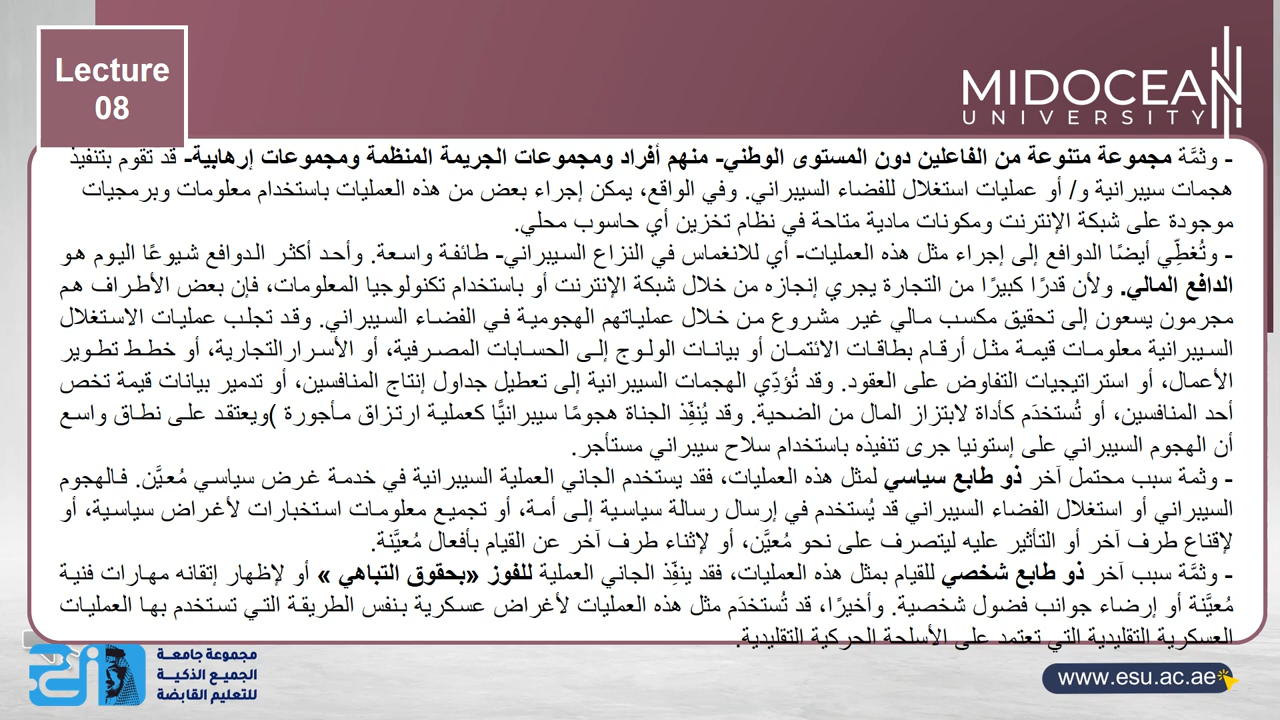 Lecture
08
MIDOCEAN
UNIVERSITY
- وثمَّة مجموعة متنوعة من الفاعلين دون المستوى الوطني- منهم أفراد ومجموعات الجريمة المنظمة ومجموعات إرهابية- قد تقوم بتنفيذ
هجمات سيبرانية و/ أو عمليات استغلال للفضاء السيبراني. وفي الواقع، يمكن إجراء بعض من هذه العمليات باستخدام معلومات وبرمجيات
موجودة على شبكة الإنترنت ومكونات مادية متاحة في نظام تخزين أي حاسوب محلي.
- وتُغطِّي أيضًا الدوافع إلى إجراء مثل هذه العمليات- أي للانغماس في النزاع السيبراني- طائفة واسعة. وأحد أكثر الدوافع شيوعًا اليوم هو
الدافع المالي. ولأن قدرًا كبيرًا من التجارة يجري إنجازه من خلال شبكة الإنترنت أو باستخدام تكنولوجيا المعلومات، فإن بعض الأطراف هم
مجرمون يسعون إلى تحقيق مكسب مالي غير مشروع من خلال عملياتهم الهجومية في الفضاء السيبراني. وقد تجلب عمليات الاستغلال
السيبرانية معلومات قيمة مثل أرقام بطاقات الائتمان أو بيانات الولوج إلى الحسابات المصرفية، أو الأسرارالتجارية، أو خطط تطوير
الأعمال، أو استراتيجيات التفاوض على العقود. وقد تُؤدِّي الهجمات السيبرانية إلى تعطيل جداول إنتاج المنافسين، أو تدمير بيانات قيمة تخص
أحد المنافسين، أو تُستخدَم كأداة لابتزاز المال من الضحية. وقد يُنفِّذ الجناة هجومًا سيبرانيًّا كعملية ارتزاق مأجورة )ويعتقد على نطاق واسع
أن الهجوم السيبراني على إستونيا جرى تنفيذه باستخدام سلاح سيبراني مستأجر.
- وثمة سبب محتمل آخر ذو طابع سياسي لمثل هذه العمليات، فقد يستخدم الجاني العملية السيبرانية في خدمة غرض سياسي مُعيَّن. فالهجوم
السيبراني أو استغلال الفضاء السيبراني قد يُستخدم في إرسال رسالة سياسية إلى أمة، أو تجميع معلومات استخبارات لأغراض سياسية، أو
لإقناع طرف آخر أو التأثير عليه ليتصرف على نحو مُعيَّن، أو لإثناء طرف آخر عن القيام بأفعال مُعيَّنة.
- وثمَّة سبب آخر ذو طابع شخصي للقيام بمثل هذه العمليات، فقد ينفِّذ الجاني العملية للفوز «بحقوق التباهي » أو لإظهار إتقانه مهارات فنية
مُعيَّنة أو إرضاء جوانب فضول شخصية. وأخيرًا، قد تُستخدَم مثل هذه العمليات لأغراض عسكرية بنفس الطريقة التي تستخدم بها العمليات
العسكرية التقليدية التي تعتمد على الأسلحة الحركية التقليدية.
مجموعة جامعة
الجميع الذكية
للتعليم القابضة
www.esu.ac.ae